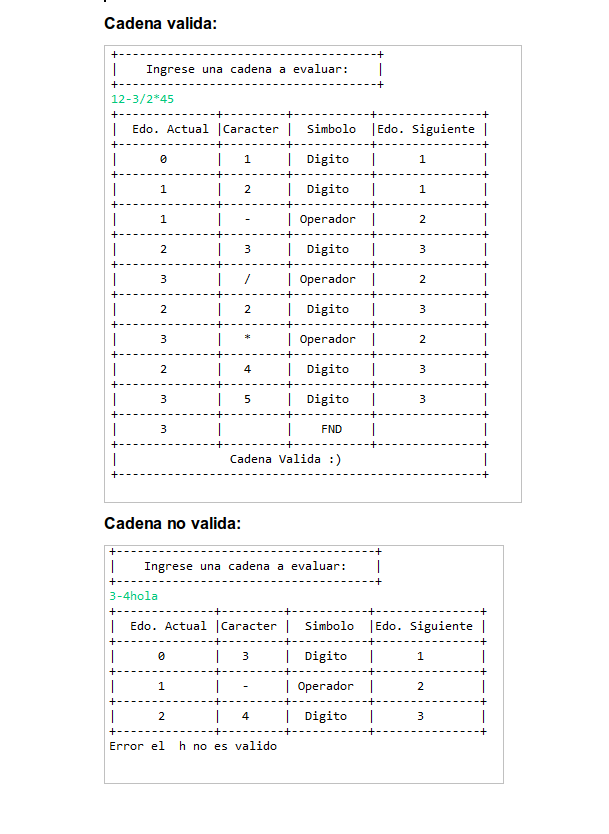 Cadena valida:
+-------------------------------------+
|    Ingrese una cadena a evaluar:    |
+-------------------------------------+
12-3/2*45
+--------------+---------+-----------+---------------+
|  Edo. Actual |Caracter |  Simbolo  |Edo. Siguiente |
+--------------+---------+-----------+---------------+
|      0       |   1     |  Digito   |      1        |
+--------------+---------+-----------+---------------+
|      1       |   2     |  Digito   |      1        |
+--------------+---------+-----------+---------------+
|      1       |   -     | Operador  |      2        |
+--------------+---------+-----------+---------------+
|      2       |   3     |  Digito   |      3        |
+--------------+---------+-----------+---------------+
|      3       |   /     | Operador  |      2        |
+--------------+---------+-----------+---------------+
|      2       |   2     |  Digito   |      3        |
+--------------+---------+-----------+---------------+
|      3       |   *     | Operador  |      2        |
+--------------+---------+-----------+---------------+
|      2       |   4     |  Digito   |      3        |
+--------------+---------+-----------+---------------+
|      3       |   5     |  Digito   |      3        |
+--------------+---------+-----------+---------------+
|      3       |         |    FND    |               |
+--------------+---------+-----------+---------------+
|                Cadena Valida :)                    |
+----------------------------------------------------+
Cadena no valida:
+-------------------------------------+
|    Ingrese una cadena a evaluar:    |
+-------------------------------------+
3-4hola
+--------------+---------+-----------+---------------+
|  Edo. Actual |Caracter |  Simbolo  |Edo. Siguiente |
+--------------+---------+-----------+---------------+
|      0       |   3     |  Digito   |      1        |
+--------------+---------+-----------+---------------+
|      1       |   -     | Operador  |      2        |
+--------------+---------+-----------+---------------+
|      2       |   4     |  Digito   |      3        |
+--------------+---------+-----------+---------------+
Error el  h no es valido